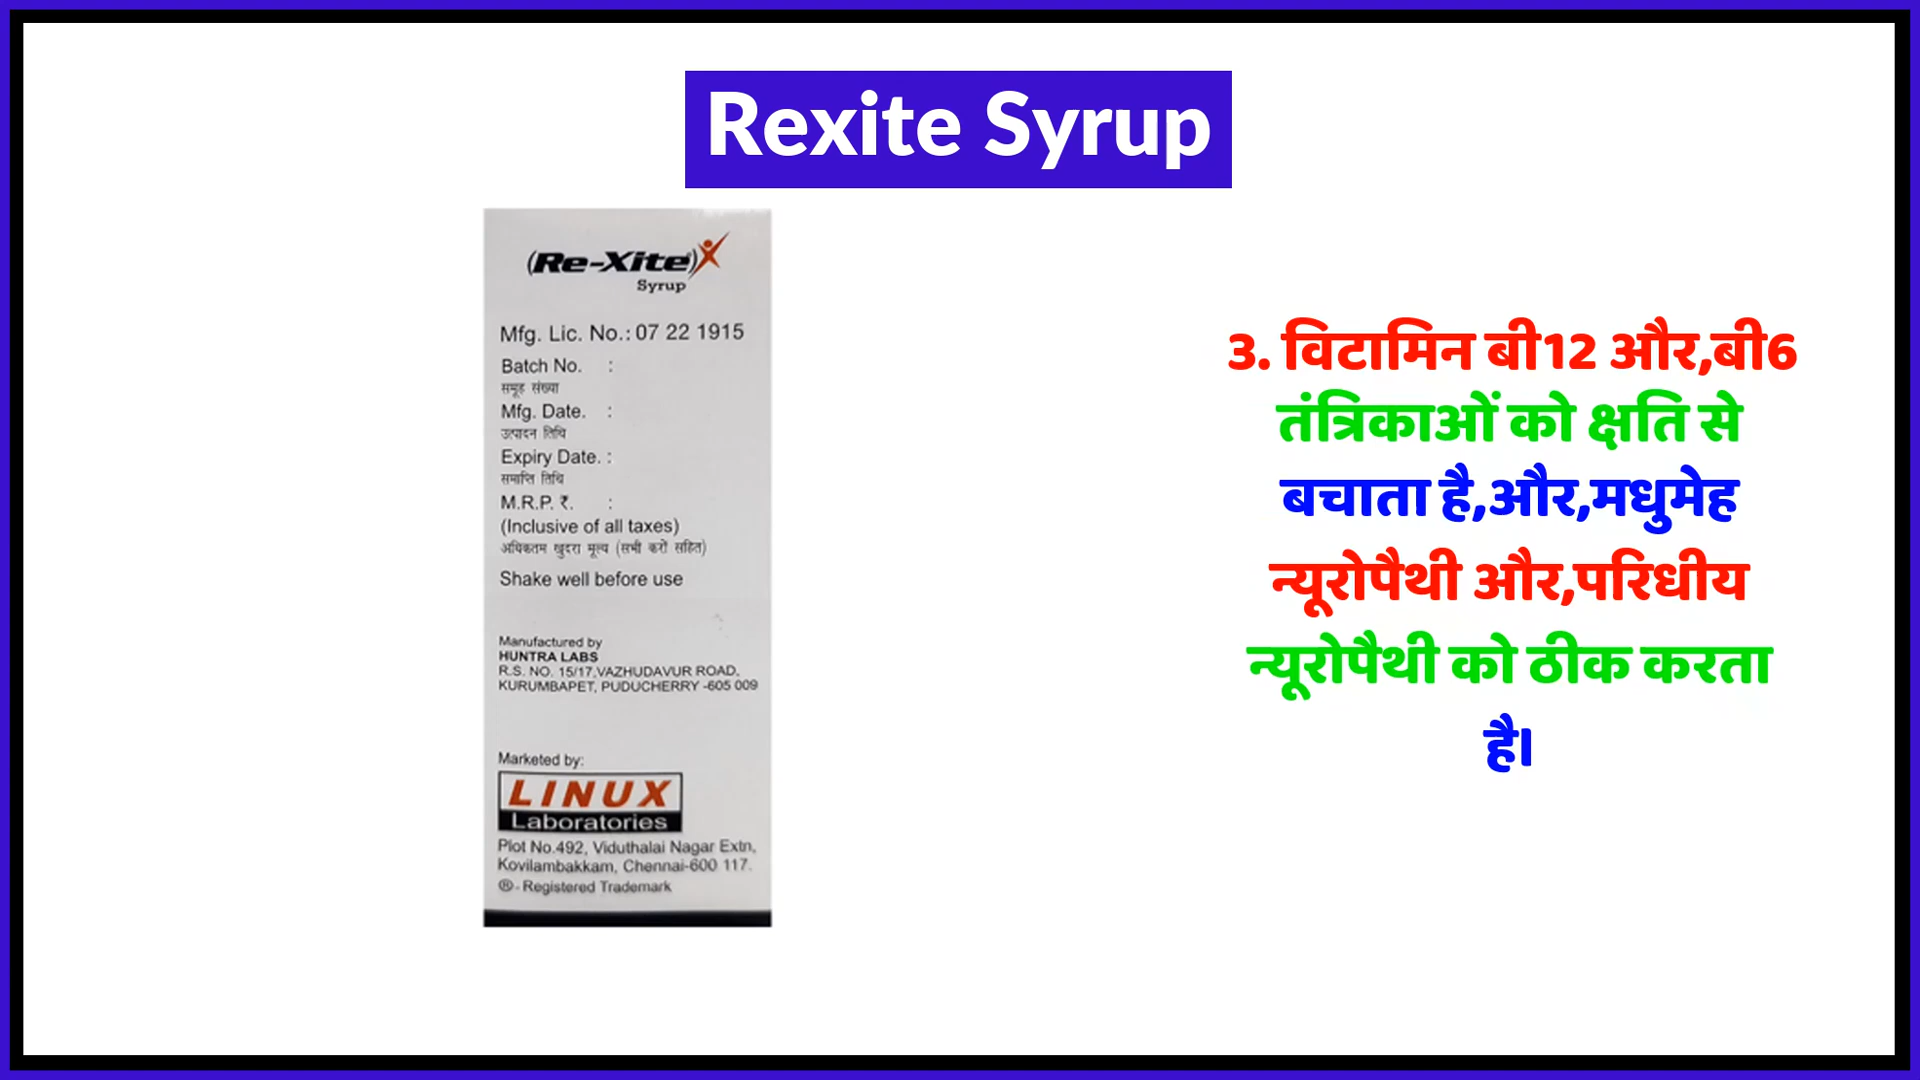 Rexite Syrup
(Re-Xite)
Syrup
Mfg. Lic. No.: 07 22 1915
Batch No. :
समूह संख्या
Mfg. Date. :
उत्पादन तिथि
Expiry Date. :
समाप्ति तिथि
M.R.P. ₹. :
(Inclusive of all taxes)
अधिकतम खुदरा मूल्य (सभी करों सहित)
Shake well before use
Manufactured by
HUNTRA LABS
R.S. NO. 15/17,VAZHUDAVUR ROAD,
KURUMBAPET, PUDUCHERRY -605 009
Marketed by:
LINUX
Laboratories
Plot No.492, Viduthalai Nagar Extn,
Kovilambakkam, Chennai-600 117.
®- Registered Trademark
3. विटामिन बी12 और,बी6
तंत्रिकाओं को क्षति से
बचाता है,और,मधुमेह
न्यूरोपैथी और,परिधीय
न्यूरोपैथी को ठीक करता
है।